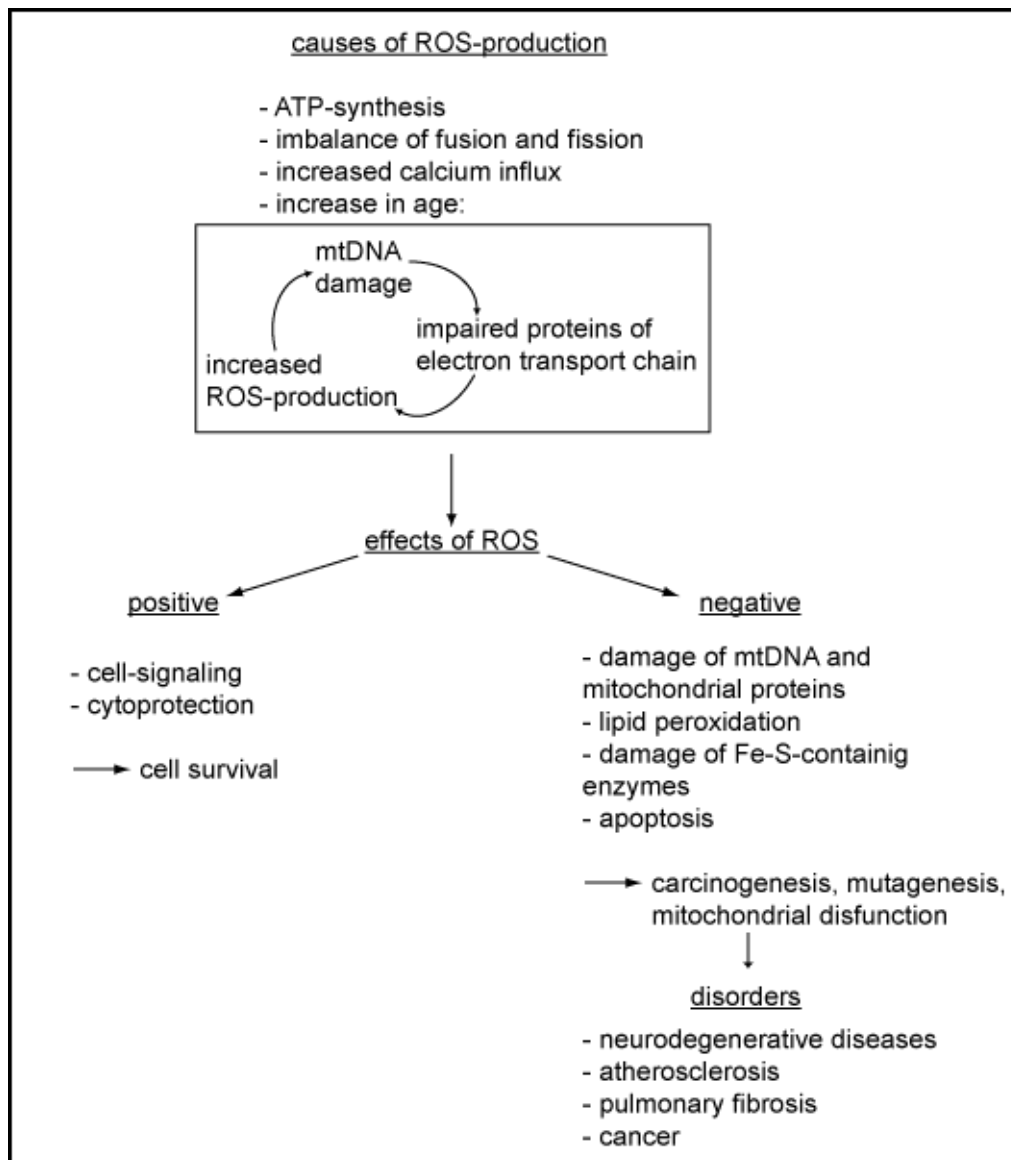 causes of ROS-production
- ATP-synthesis
- imbalance of fusion and fission
- increased calcium influx
- increase in age:
mtDNA
damage
impaired proteins of
electron transport chain
increased
ROS-production
effects of ROS
positive
- cell-signaling
- cytoprotection
cell survival
negative
- damage of mtDNA and
mitochondrial proteins
- lipid peroxidation
- damage of Fe-S-containig
enzymes
- apoptosis
carcinogenesis, mutagenesis,
mitochondrial disfunction
disorders
- neurodegenerative diseases
- atherosclerosis
- pulmonary fibrosis
- cancer